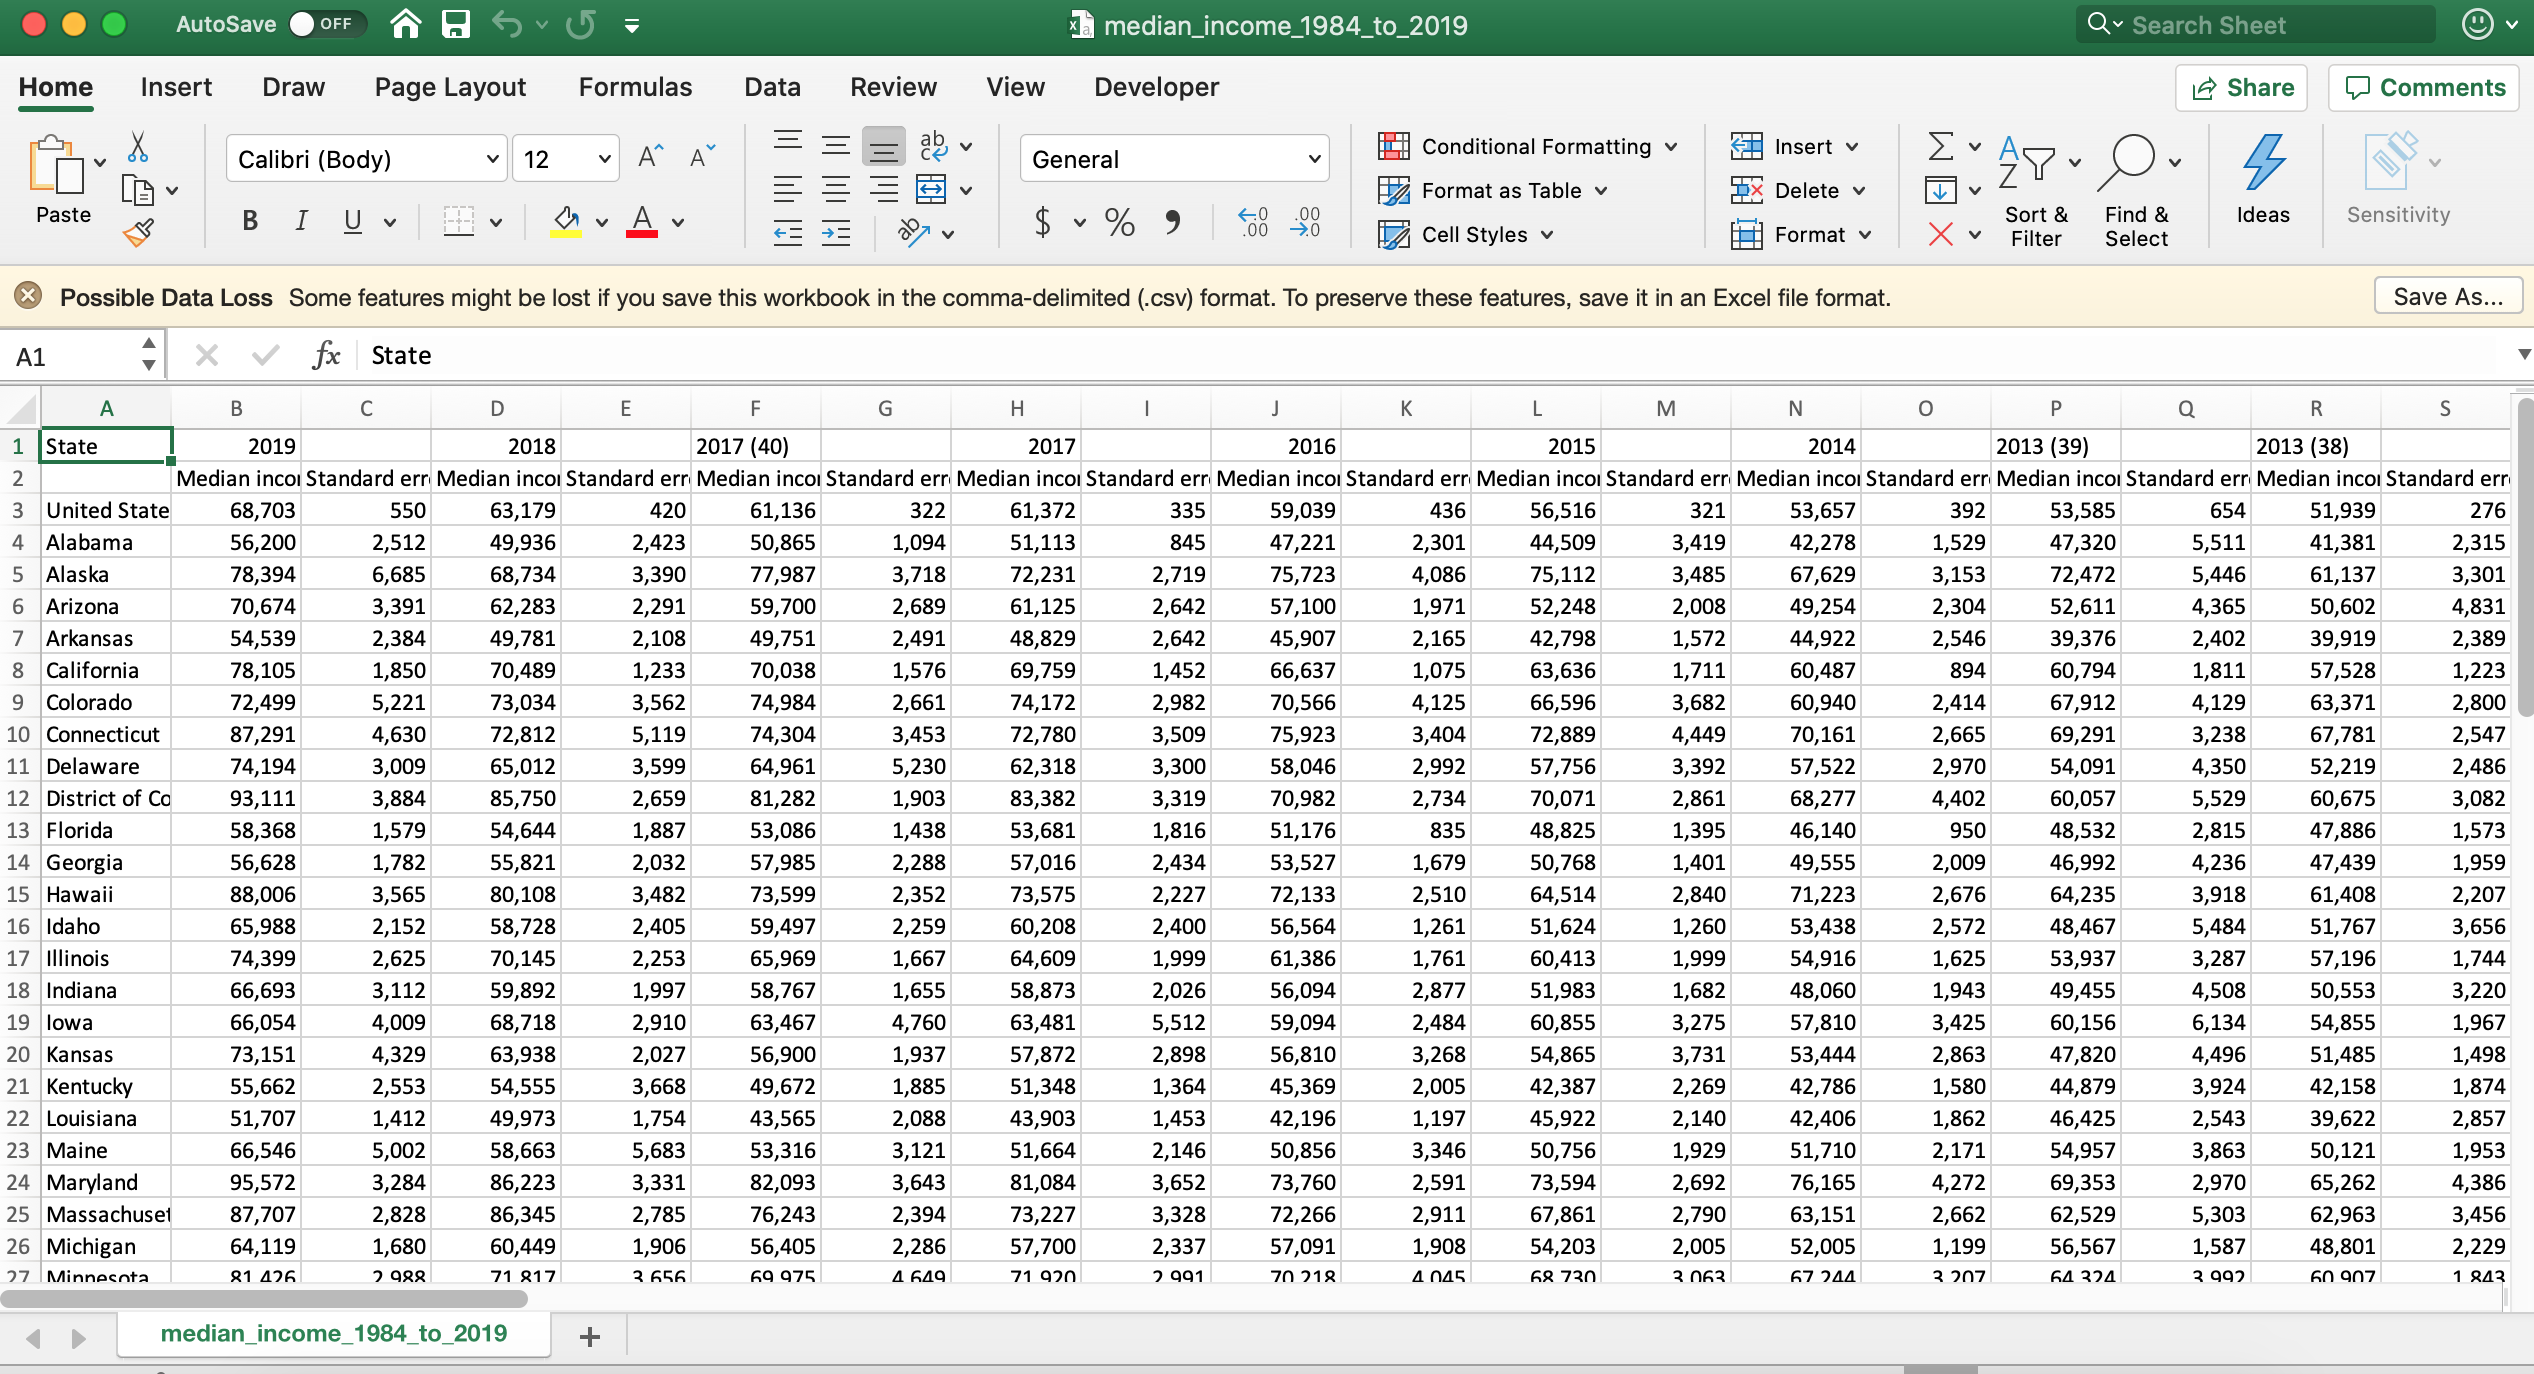 AutoSave OFF median_income_1984_to_2019 Search Sheet
Home Insert Draw Page Layout Formulas Data Review View Developer Share Comments
Paste Calibri (Body) 12 General Conditional Formatting Format as Table Cell Styles Insert Delete Format Sort & Filter Find & Select Ideas Sensitivity
Possible Data Loss Some features might be lost if you save this workbook in the comma-delimited (.csv) format. To preserve these features, save it in an Excel file format. Save As...
A1 fx State
A B C D E F G H I J K L M N O P Q R S
1 State 2019 2018 2017 (40) 2017 2016 2015 2014 2013 (39) 2013 (38)
2 Median incor Standard erro Median incor Standard erro Median incor Standard erro Median incor Standard erro Median incor Standard erro Median incor Standard erro Median incor Standard erro Median incor Standard erro Median incor Standard erro
3 United State 68,703 550 63,179 420 61,136 322 61,372 335 59,039 436 56,516 321 53,657 392 53,585 654 51,939 276
4 Alabama 56,200 2,512 49,936 2,423 50,865 1,094 51,113 845 47,221 2,301 44,509 3,419 42,278 1,529 47,320 5,511 41,381 2,315
5 Alaska 78,394 6,685 68,734 3,390 77,987 3,718 72,231 2,719 75,723 4,086 75,112 3,485 67,629 3,153 72,472 5,446 61,137 3,301
6 Arizona 70,674 3,391 62,283 2,291 59,700 2,689 61,125 2,642 57,100 1,971 52,248 2,008 49,254 2,304 52,611 4,365 50,602 4,831
7 Arkansas 54,539 2,384 49,781 2,108 49,751 2,491 48,829 2,642 45,907 2,165 42,798 1,572 44,922 2,546 39,376 2,402 39,919 2,389
8 California 78,105 1,850 70,489 1,233 70,038 1,576 69,759 1,452 66,637 1,075 63,636 1,711 60,487 894 60,794 1,811 57,528 1,223
9 Colorado 72,499 5,221 73,034 3,562 74,984 2,661 74,172 2,982 70,566 4,125 66,596 3,682 60,940 2,414 67,912 4,129 63,371 2,800
10 Connecticut 87,291 4,630 72,812 5,119 74,304 3,453 72,780 3,509 75,923 3,404 72,889 4,449 70,161 2,665 69,291 3,238 67,781 2,547
11 Delaware 74,194 3,009 65,012 3,599 64,961 5,230 62,318 3,300 58,046 2,992 57,756 3,392 57,522 2,970 54,091 4,350 52,219 2,486
12 District of Co 93,111 3,884 85,750 2,659 81,282 1,903 83,382 3,319 70,982 2,734 70,071 2,861 68,277 4,402 60,057 5,529 60,675 3,082
13 Florida 58,368 1,579 54,644 1,887 53,086 1,438 53,681 1,816 51,176 835 48,825 1,395 46,140 950 48,532 2,815 47,886 1,573
14 Georgia 56,628 1,782 55,821 2,032 57,985 2,288 57,016 2,434 53,527 1,679 50,768 1,401 49,555 2,009 46,992 4,236 47,439 1,959
15 Hawaii 88,006 3,565 80,108 3,482 73,599 2,352 73,575 2,227 72,133 2,510 64,514 2,840 71,223 2,676 64,235 3,918 61,408 2,207
16 Idaho 65,988 2,152 58,728 2,405 59,497 2,259 60,208 2,400 56,564 1,261 51,624 1,260 53,438 2,572 48,467 5,484 51,767 3,656
17 Illinois 74,399 2,625 70,145 2,253 65,969 1,667 64,609 1,999 61,386 1,761 60,413 1,999 54,916 1,625 53,937 3,287 57,196 1,744
18 Indiana 66,693 3,112 59,892 1,997 58,767 1,655 58,873 2,026 56,094 2,877 51,983 1,682 48,060 1,943 49,455 4,508 50,553 3,220
19 Iowa 66,054 4,009 68,718 2,910 63,467 4,760 63,481 5,512 59,094 2,484 60,855 3,275 57,810 3,425 60,156 6,134 54,855 1,967
20 Kansas 73,151 4,329 63,938 2,027 56,900 1,937 57,872 2,898 56,810 3,268 54,865 3,731 53,444 2,863 47,820 4,496 51,485 1,498
21 Kentucky 55,662 2,553 54,555 3,668 49,672 1,885 51,348 1,364 45,369 2,005 42,387 2,269 42,786 1,580 44,879 3,924 42,158 1,874
22 Louisiana 51,707 1,412 49,973 1,754 43,565 2,088 43,903 1,453 42,196 1,197 45,922 2,140 42,406 1,862 46,425 2,543 39,622 2,857
23 Maine 66,546 5,002 58,663 5,683 53,316 3,121 51,664 2,146 50,856 3,346 50,756 1,929 51,710 2,171 54,957 3,863 50,121 1,953
24 Maryland 95,572 3,284 86,223 3,331 82,093 3,643 81,084 3,652 73,760 2,591 73,594 2,692 76,165 4,272 69,353 2,970 65,262 4,386
25 Massachuset 87,707 2,828 86,345 2,785 76,243 2,394 73,227 3,328 72,266 2,911 67,861 2,790 63,151 2,662 62,529 5,303 62,963 3,456
26 Michigan 64,119 1,680 60,449 1,906 56,405 2,286 57,700 2,337 57,091 1,908 54,203 2,005 52,005 1,199 56,567 1,587 48,801 2,229
27 Minnesota 81,426 2,988 71,817 3,656 69,975 4,649 71,920 2,991 70,218 4,045 68,730 3,063 67,244 3,207 64,324 3,992 60,907 1,843
median_income_1984_to_2019 +